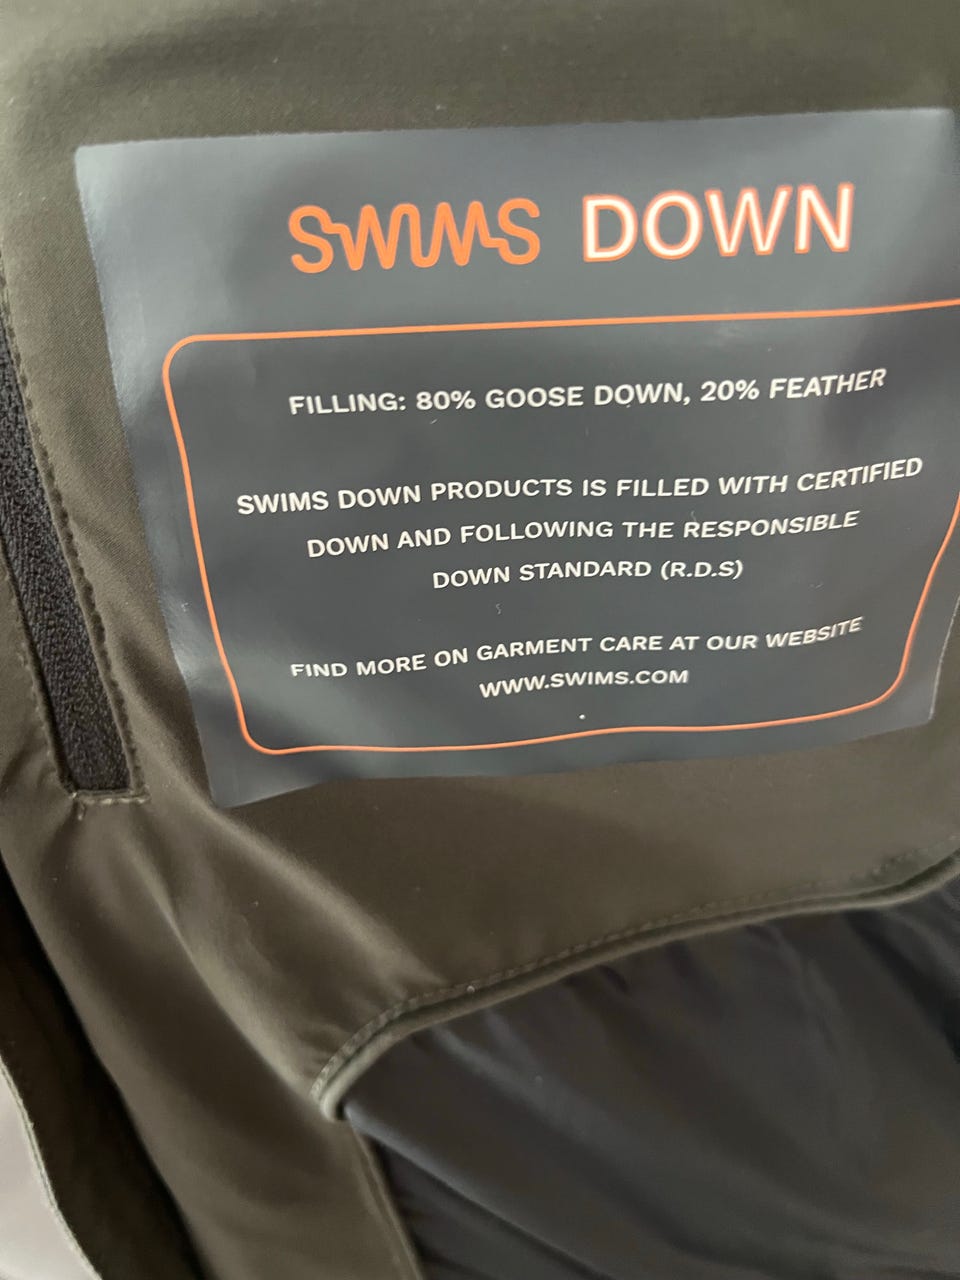 SWIMS DOWN
FILLING: 80% GOOSE DOWN, 20% FEATHER
SWIMS DOWN PRODUCTS IS FILLED WITH CERTIFIED
DOWN AND FOLLOWING THE RESPONSIBLE
DOWN STANDARD (R.D.S)
FIND MORE ON GARMENT CARE AT OUR WEBSITE
WWW.SWIMS.COM